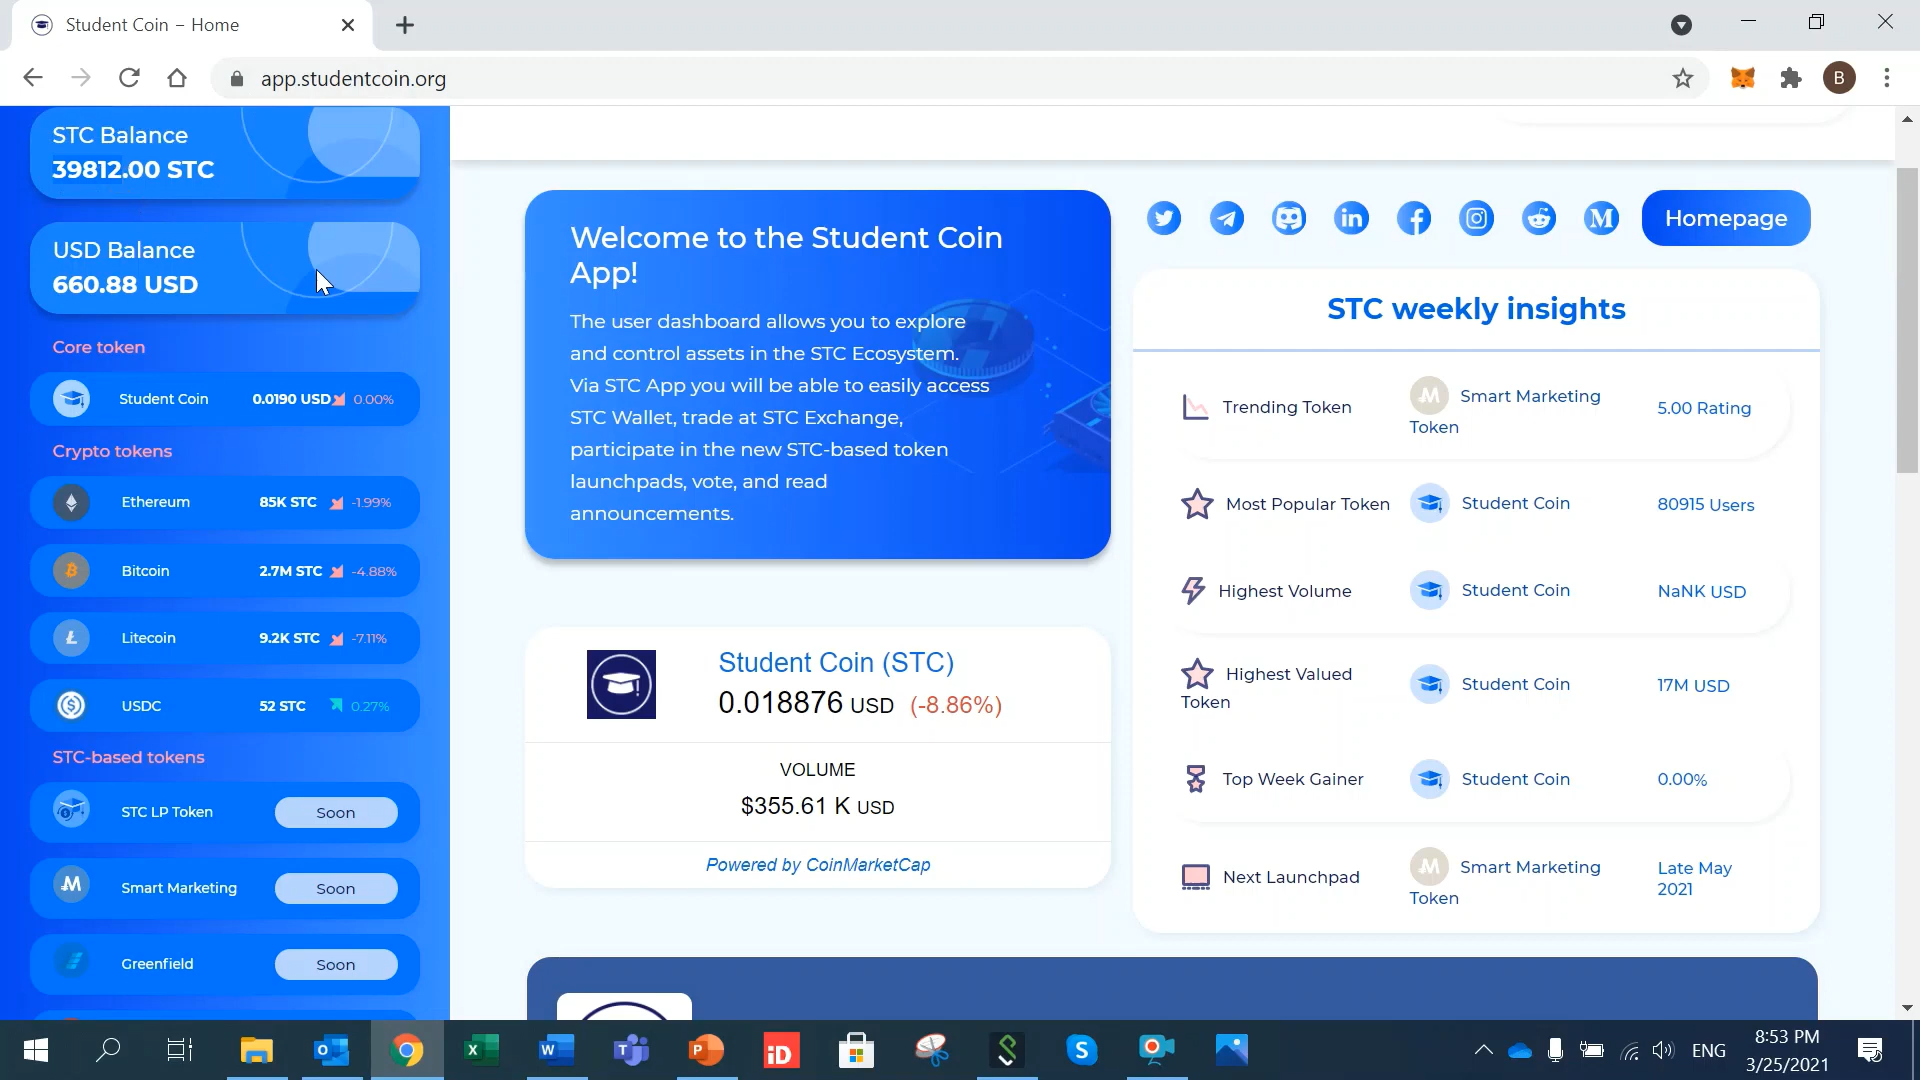 Student Coin – Home
app.studentcoin.org
B
STC Balance
39812.00 STC
USD Balance
660.88 USD
Core token
Student Coin 0.0190 USD 0.00%
Crypto tokens
Ethereum 85K STC -1.99%
Bitcoin 2.7M STC -4.88%
Litecoin 9.2K STC -7.11%
USDC 52 STC 0.27%
STC-based tokens
STC LP Token Soon
Smart Marketing Soon
Greenfield Soon
Welcome to the Student Coin
App!
The user dashboard allows you to explore
and control assets in the STC Ecosystem.
Via STC App you will be able to easily access
STC Wallet, trade at STC Exchange,
participate in the new STC-based token
launchpads, vote, and read
announcements.
Student Coin (STC)
0.018876 USD (-8.86%)
VOLUME
$355.61 K USD
Powered by CoinMarketCap
Homepage
STC weekly insights
Trending Token Smart Marketing
Token
5.00 Rating
Most Popular Token Student Coin 80915 Users
Highest Volume Student Coin NaNK USD
Highest Valued
Token
Student Coin 17M USD
Top Week Gainer Student Coin 0.00%
Next Launchpad Smart Marketing
Token
Late May
2021
ENG
8:53 PM
3/25/2021